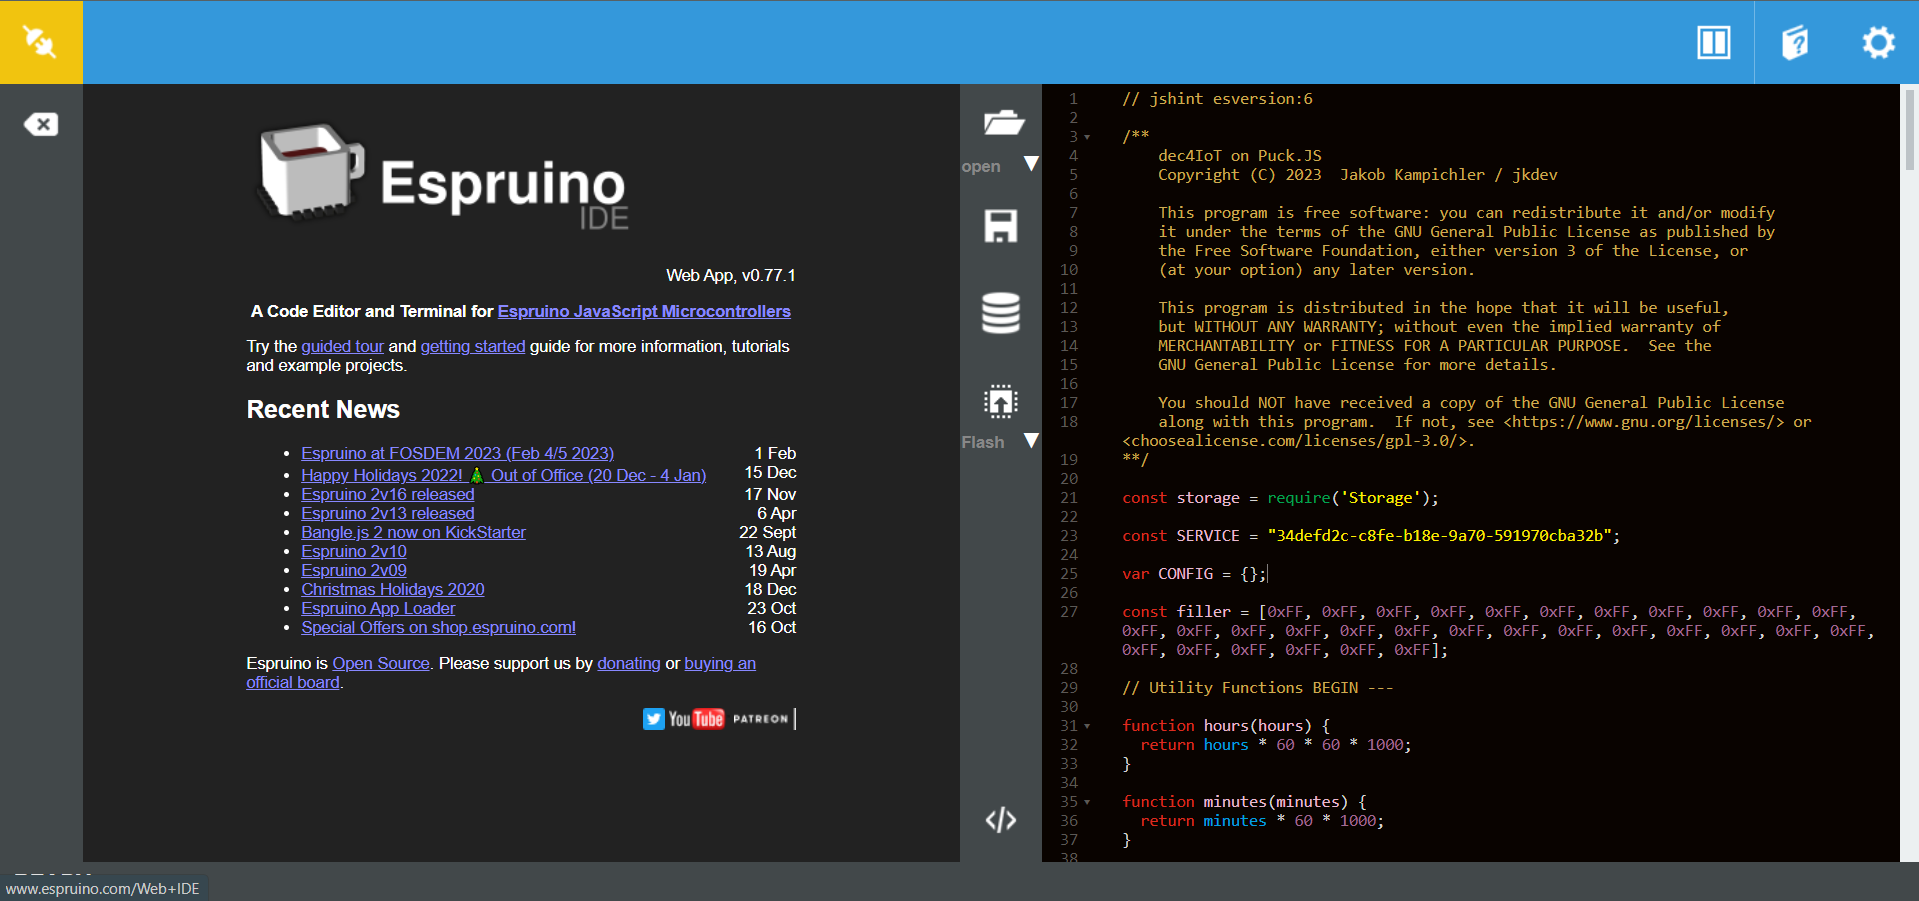 Espruino
IDE
Web App, v0.77.1
A Code Editor and Terminal for Espruino JavaScript Microcontrollers
Try the guided tour and getting started guide for more information, tutorials
and example projects.
Recent News
Espruino at FOSDEM 2023 (Feb 4/5 2023) 1 Feb
Happy Holidays 2022! 🎄 Out of Office (20 Dec - 4 Jan) 15 Dec
Espruino 2v16 released 17 Nov
Espruino 2v13 released 6 Apr
Bangle.js 2 now on KickStarter 22 Sept
Espruino 2v10 13 Aug
Espruino 2v09 19 Apr
Christmas Holidays 2020 18 Dec
Espruino App Loader 23 Oct
Special Offers on shop.espruino.com! 16 Oct
Espruino is Open Source. Please support us by donating or buying an
official board.
YouTube PATREON
www.espruino.com/Web+IDE
open ▼
Flash ▼
</>
1 // jshint esversion:6
2
3 /**
4 dec4IoT on Puck.JS
5 Copyright (C) 2023  Jakob Kampichler / jkdev
6
7 This program is free software: you can redistribute it and/or modify
8 it under the terms of the GNU General Public License as published by
9 the Free Software Foundation, either version 3 of the License, or
10 (at your option) any later version.
11
12 This program is distributed in the hope that it will be useful,
13 but WITHOUT ANY WARRANTY; without even the implied warranty of
14 MERCHANTABILITY or FITNESS FOR A PARTICULAR PURPOSE.  See the
15 GNU General Public License for more details.
16
17 You should NOT have received a copy of the GNU General Public License
18 along with this program.  If not, see <https://www.gnu.org/licenses/> or
<choosealicense.com/licenses/gpl-3.0/>.
19 **/
20
21 const storage = require('Storage');
22
23 const SERVICE = "34defd2c-c8fe-b18e-9a70-591970cba32b";
24
25 var CONFIG = {};
26
27 const filler = [0xFF, 0xFF, 0xFF, 0xFF, 0xFF, 0xFF, 0xFF, 0xFF, 0xFF, 0xFF, 0xFF,
0xFF, 0xFF, 0xFF, 0xFF, 0xFF, 0xFF, 0xFF, 0xFF, 0xFF, 0xFF, 0xFF, 0xFF, 0xFF, 0xFF,
0xFF, 0xFF, 0xFF, 0xFF, 0xFF, 0xFF];
28
29 // Utility Functions BEGIN ---
30
31 function hours(hours) {
32 return hours * 60 * 60 * 1000;
33 }
34
35 function minutes(minutes) {
36 return minutes * 60 * 1000;
37 }
38